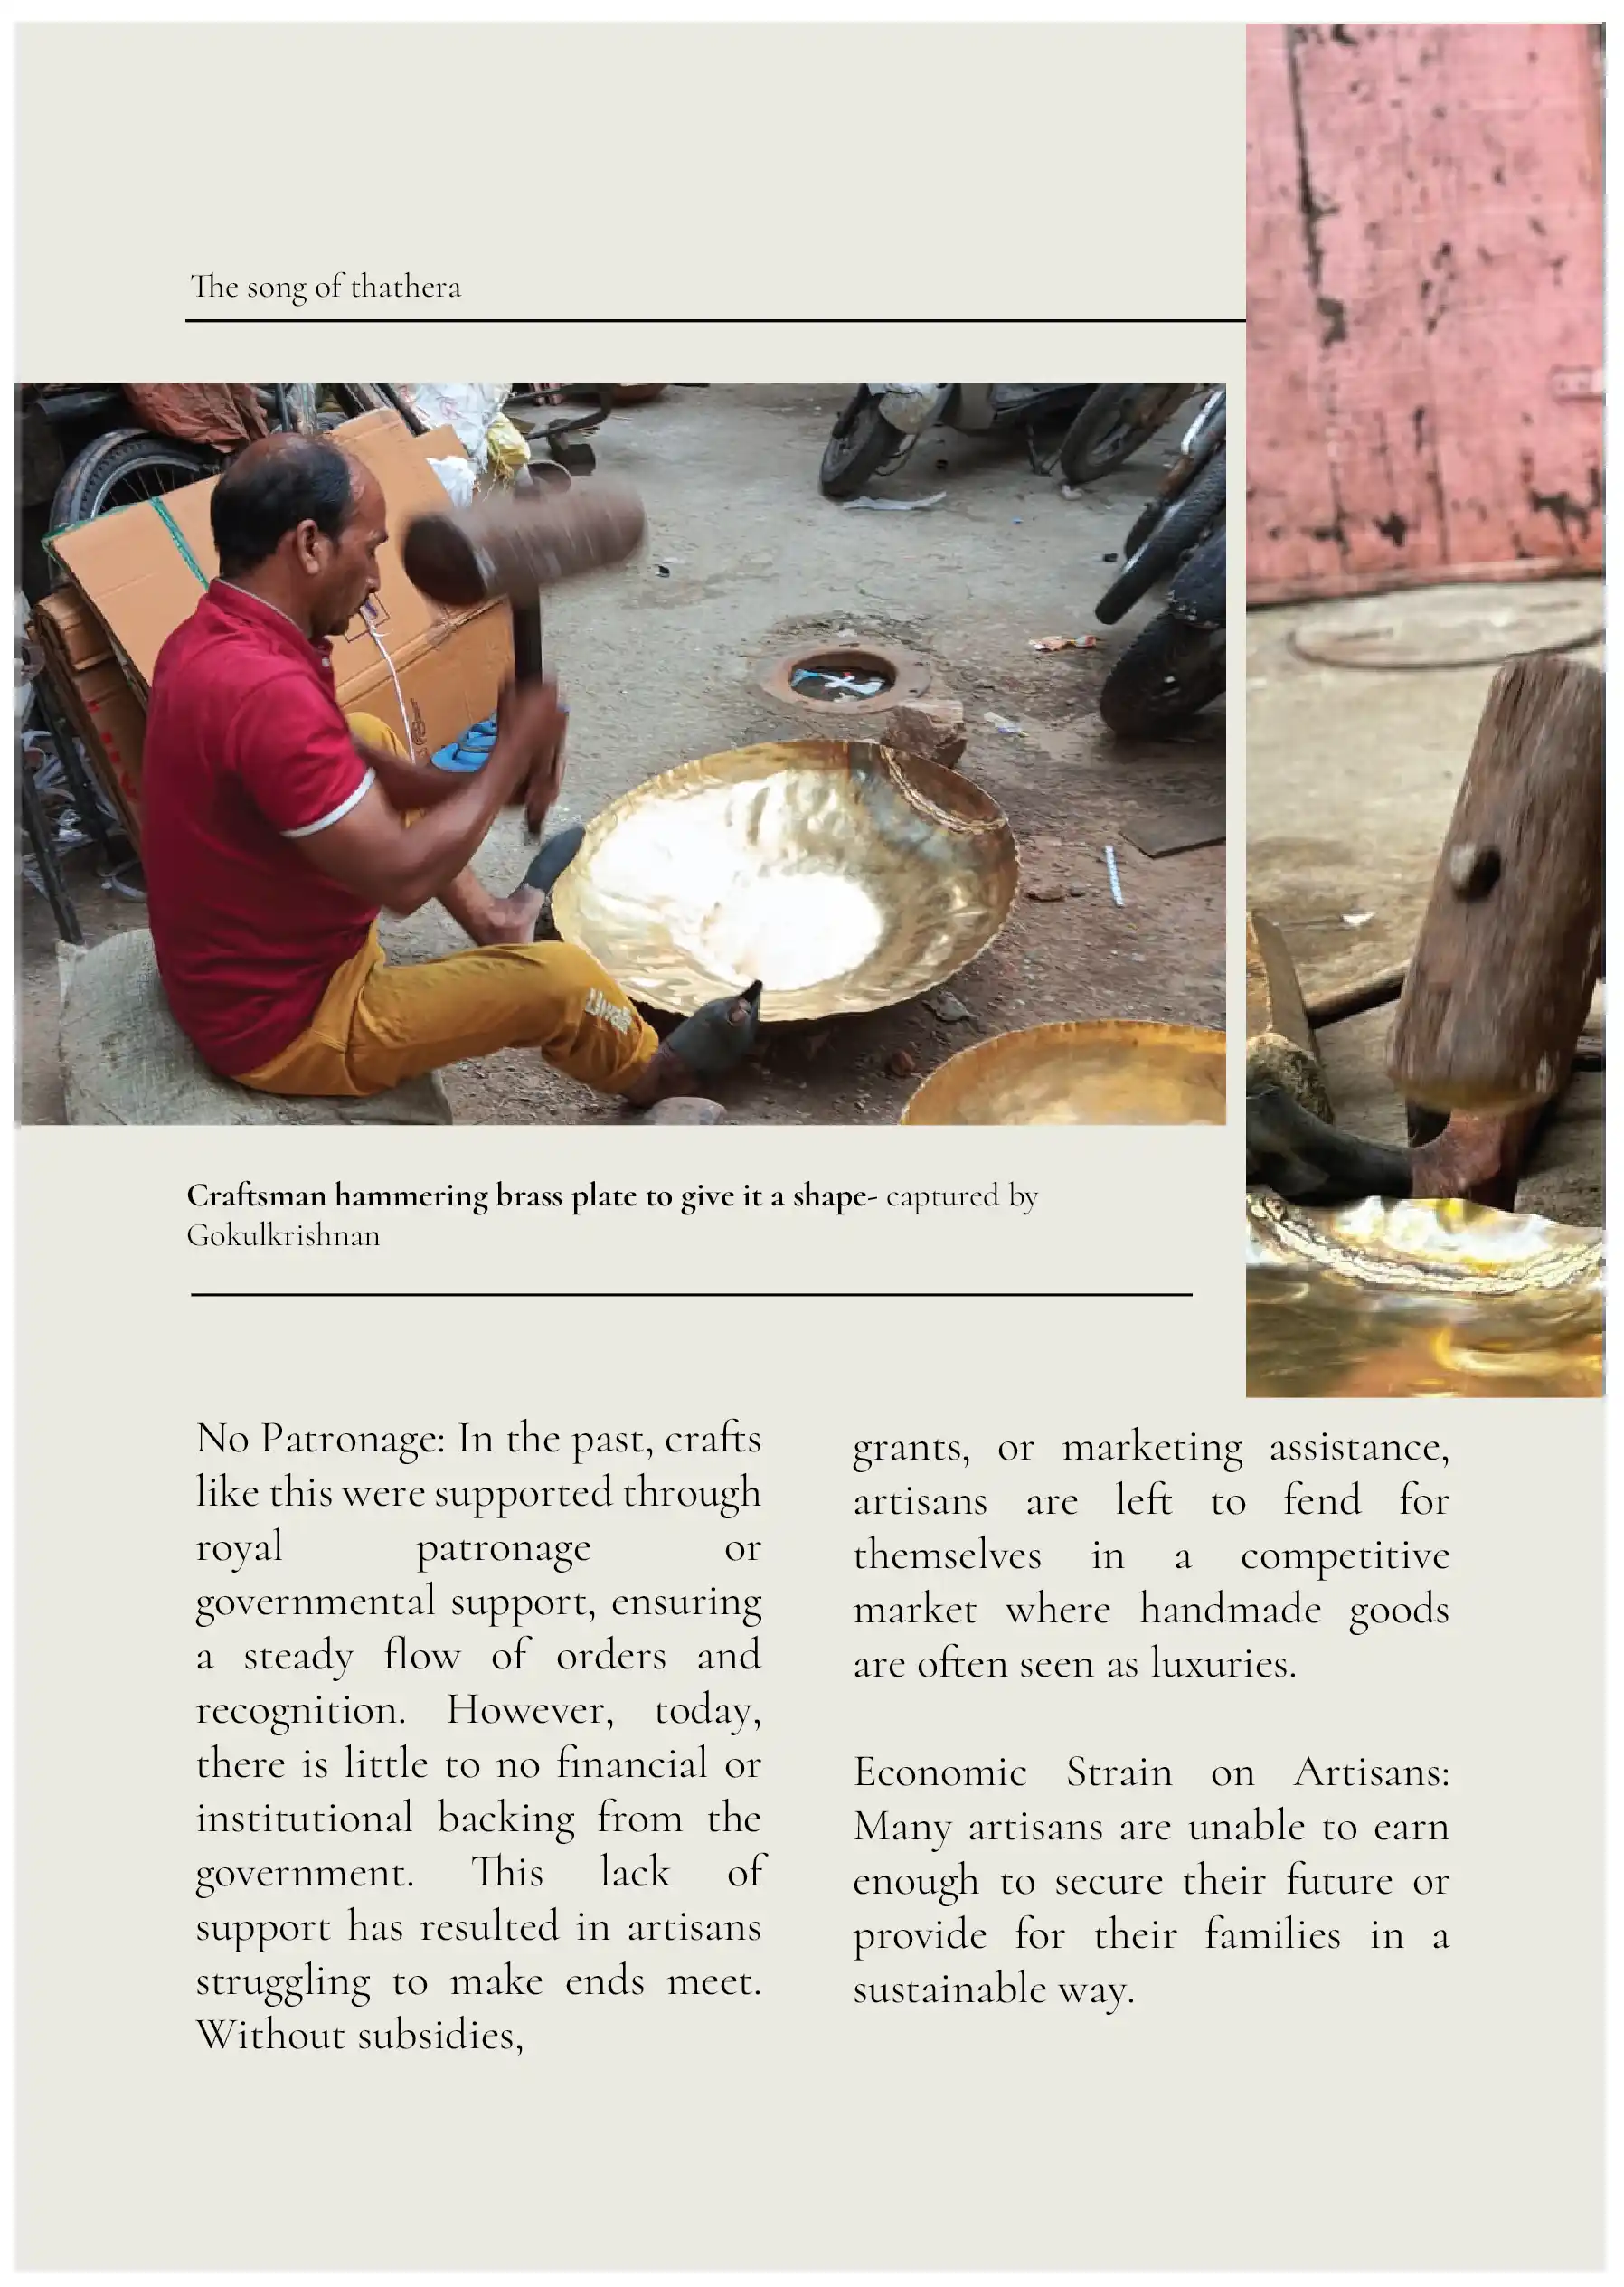 The song of thathera
Craftsman hammering brass plate to give it a shape- captured by
Gokulkrishnan
No Patronage: In the past, crafts
like this were supported through
royal patronage or
governmental support, ensuring
a steady flow of orders and
recognition. However, today,
there is little to no financial or
institutional backing from the
government. This lack of
support has resulted in artisans
struggling to make ends meet.
Without subsidies,
grants, or marketing assistance,
artisans are left to fend for
themselves in a competitive
market where handmade goods
are often seen as luxuries.
Economic Strain on Artisans:
Many artisans are unable to earn
enough to secure their future or
provide for their families in a
sustainable way.